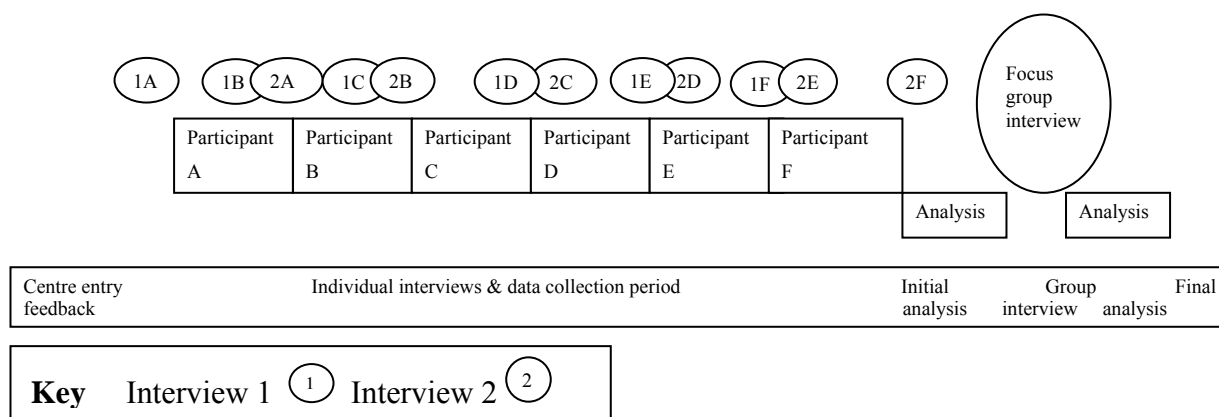 1A 1B 2A 1C 2B 1D 2C 1E 2D 1F 2E 2F
Focus
group
interview
Participant
A
Participant
B
Participant
C
Participant
D
Participant
E
Participant
F
Analysis
Analysis
Centre entry Individual interviews & data collection period Initial Group Final
feedback analysis interview analysis
Key Interview 1 1 Interview 2 2